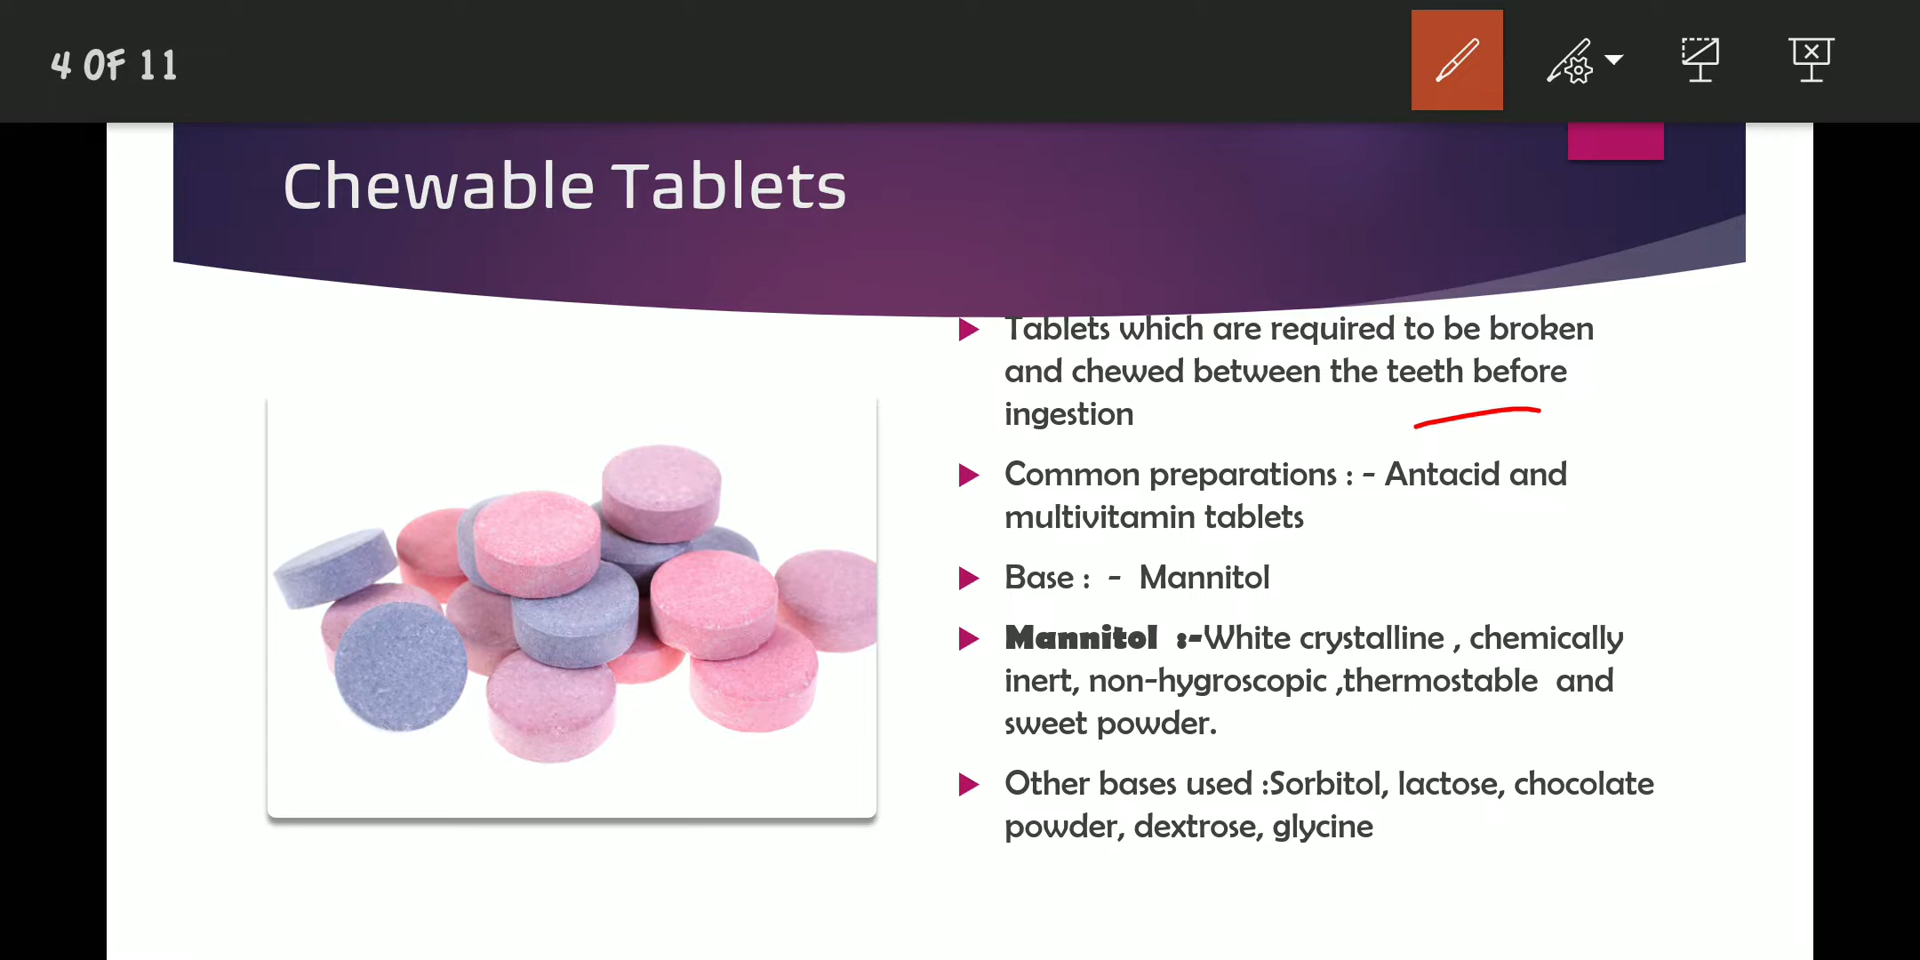 4 OF 11
Chewable Tablets
Tablets which are required to be broken
and chewed between the teeth before
ingestion
Common preparations : - Antacid and
multivitamin tablets
Base : - Mannitol
Mannitol :-White crystalline , chemically
inert, non-hygroscopic ,thermostable and
sweet powder.
Other bases used :Sorbitol, lactose, chocolate
powder, dextrose, glycine